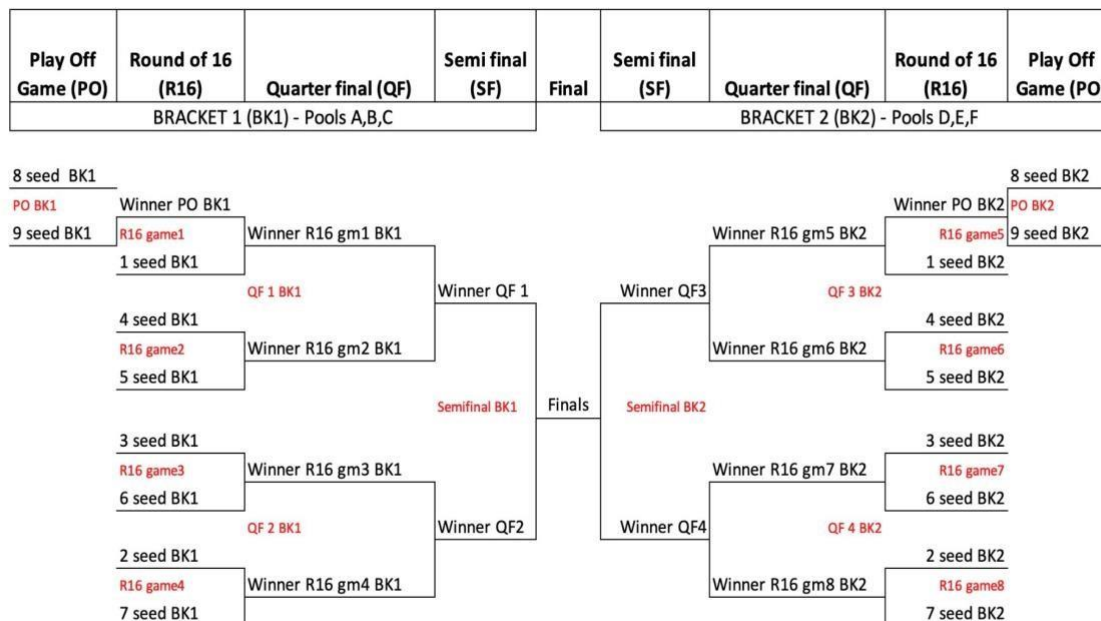 Play Off Game (PO) Round of 16 (R16) Quarter final (QF) Semi final (SF) Final Semi final (SF) Quarter final (QF) Round of 16 (R16) Play Off Game (PO
BRACKET 1 (BK1) - Pools A,B,C BRACKET 2 (BK2) - Pools D,E,F
8 seed BK1 8 seed BK2
PO BK1 Winner PO BK1 Winner PO BK2 PO BK2
9 seed BK1 R16 game1 Winner R16 gm1 BK1 Winner R16 gm5 BK2 R16 game5 9 seed BK2
1 seed BK1 1 seed BK2
QF 1 BK1 Winner QF 1 Winner QF3 QF 3 BK2
4 seed BK1 4 seed BK2
R16 game2 Winner R16 gm2 BK1 Winner R16 gm6 BK2 R16 game6
5 seed BK1 5 seed BK2
Semifinal BK1 Finals Semifinal BK2
3 seed BK1 3 seed BK2
R16 game3 Winner R16 gm3 BK1 Winner R16 gm7 BK2 R16 game7
6 seed BK1 6 seed BK2
QF 2 BK1 Winner QF2 Winner QF4 QF 4 BK2
2 seed BK1 2 seed BK2
R16 game4 Winner R16 gm4 BK1 Winner R16 gm8 BK2 R16 game8
7 seed BK1 7 seed BK2